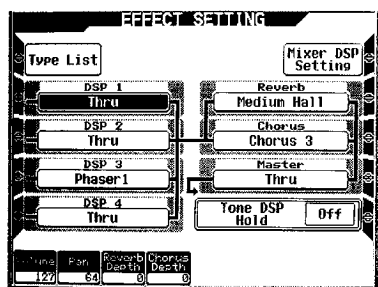 EFFECT SETTING
Type List
Mixer DSP
Setting
DSP 1
Thru
DSP 2
Thru
DSP 3
Phaser1
DSP 4
Thru
Reverb
Medium Hall
Chorus
Chorus 3
Master
Thru
Tone DSP
Hold
Off
Volume
127
Pan
64
Reverb
Depth
0
Chorus
Depth
0